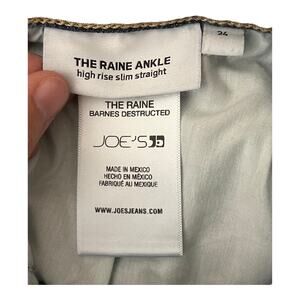 THE RAINE ANKLE
high rise slim straight
24
THE RAINE
BARNES DESTRUCTED
JOE'S
MADE IN MEXICO
HECHO EN MÉXICO
FABRIQUÉ AU MEXIQUE
WWW.JOESJEANS.COM